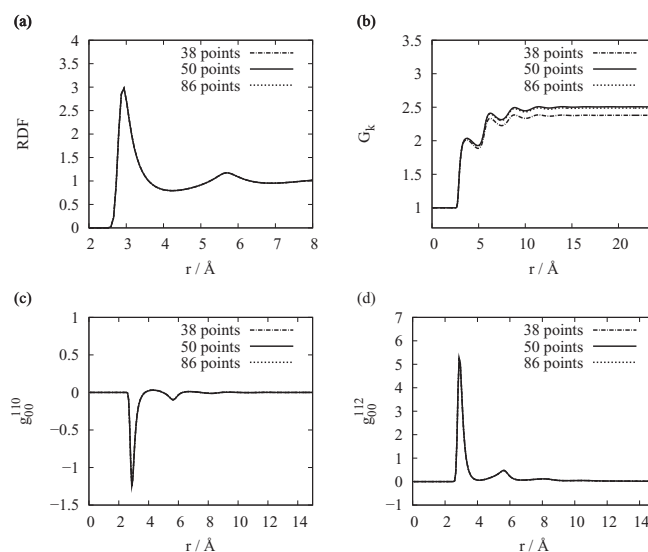 (a)
38 points
50 points
86 points
RDF
4
3.5
3
2.5
2
1.5
1
0.5
0
2 3 4 5 6 7 8
r / Å
(b)
38 points
50 points
86 points
G_k
3.5
3
2.5
2
1.5
1
0 5 10 15 20
r / Å
(c)
38 points
50 points
86 points
g_00^110
1
0.5
0
−0.5
−1
−1.5
0 2 4 6 8 10 12 14
r / Å
(d)
38 points
50 points
86 points
g_00^112
7
6
5
4
3
2
1
0
−1
0 2 4 6 8 10 12 14
r / Å